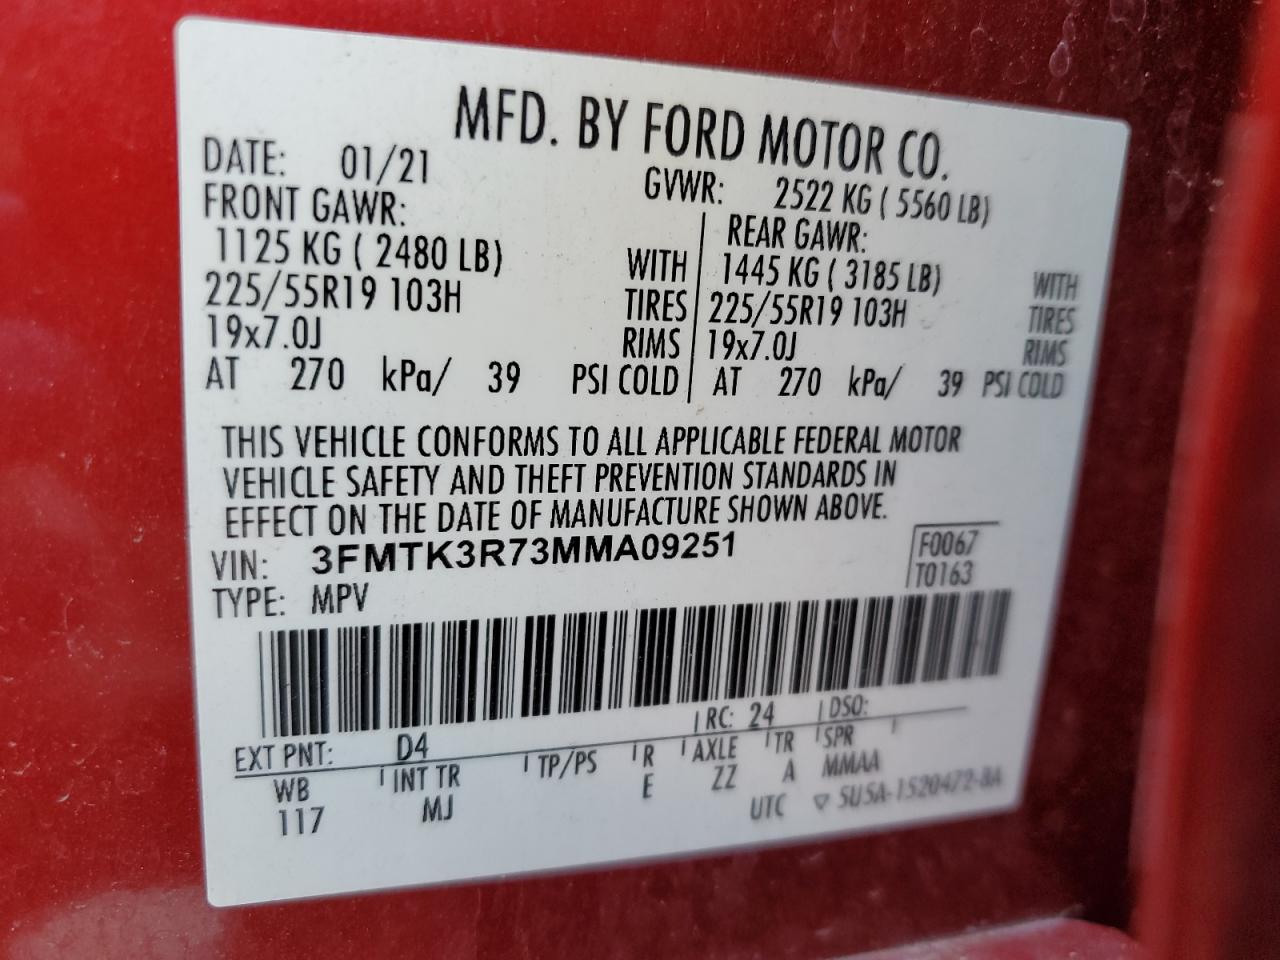 MFD. BY FORD MOTOR CO.
DATE: 01/21 GVWR: 2522 KG ( 5560 LB)
FRONT GAWR: REAR GAWR:
1125 KG ( 2480 LB) WITH 1445 KG ( 3185 LB) WITH
225/55R19 103H TIRES 225/55R19 103H TIRES
19x7.0J RIMS 19x7.0J RIMS
AT 270 kPa/ 39 PSI COLD AT 270 kPa/ 39 PSI COLD
THIS VEHICLE CONFORMS TO ALL APPLICABLE FEDERAL MOTOR
VEHICLE SAFETY AND THEFT PREVENTION STANDARDS IN
EFFECT ON THE DATE OF MANUFACTURE SHOWN ABOVE.
VIN: 3FMTK3R73MMA09251 F0067
TYPE: MPV T0163
EXT PNT: D4 RC: 24 DSO:
WB INT TR TP/PS R AXLE TR SPR
117 MJ E ZZ A MMAA
UTC ▽ SU5A-1520472-BA